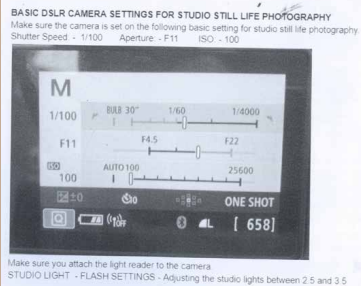 BASIC DSLR CAMERA SETTINGS FOR STUDIO STILL LIFE PHOTOGRAPHY
Make sure the camera is set on the following basic setting for studio still life photography.
Shutter Speed: - 1/100 Aperture: - F11 ISO: - 100
M
1/100 BULB 30" 1/60 1/4000
F11 F4.5 F22
ISO 100 AUTO 100 25600
±0 10 ONE SHOT
Q OFF L [ 658]
Make sure you attach the light reader to the camera.
STUDIO LIGHT - FLASH SETTINGS - Adjusting the studio lights between 2.5 and 3.5